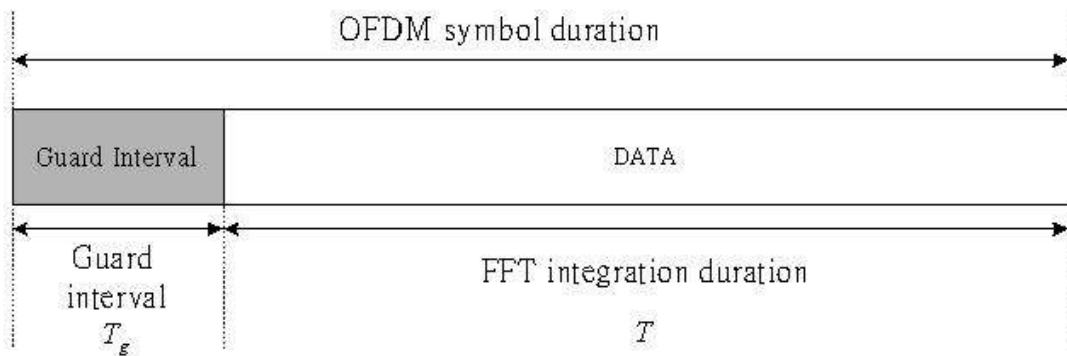 OFDM symbol duration
Guard Interval
DATA
Guard
interval
T_g
FFT integration duration
T